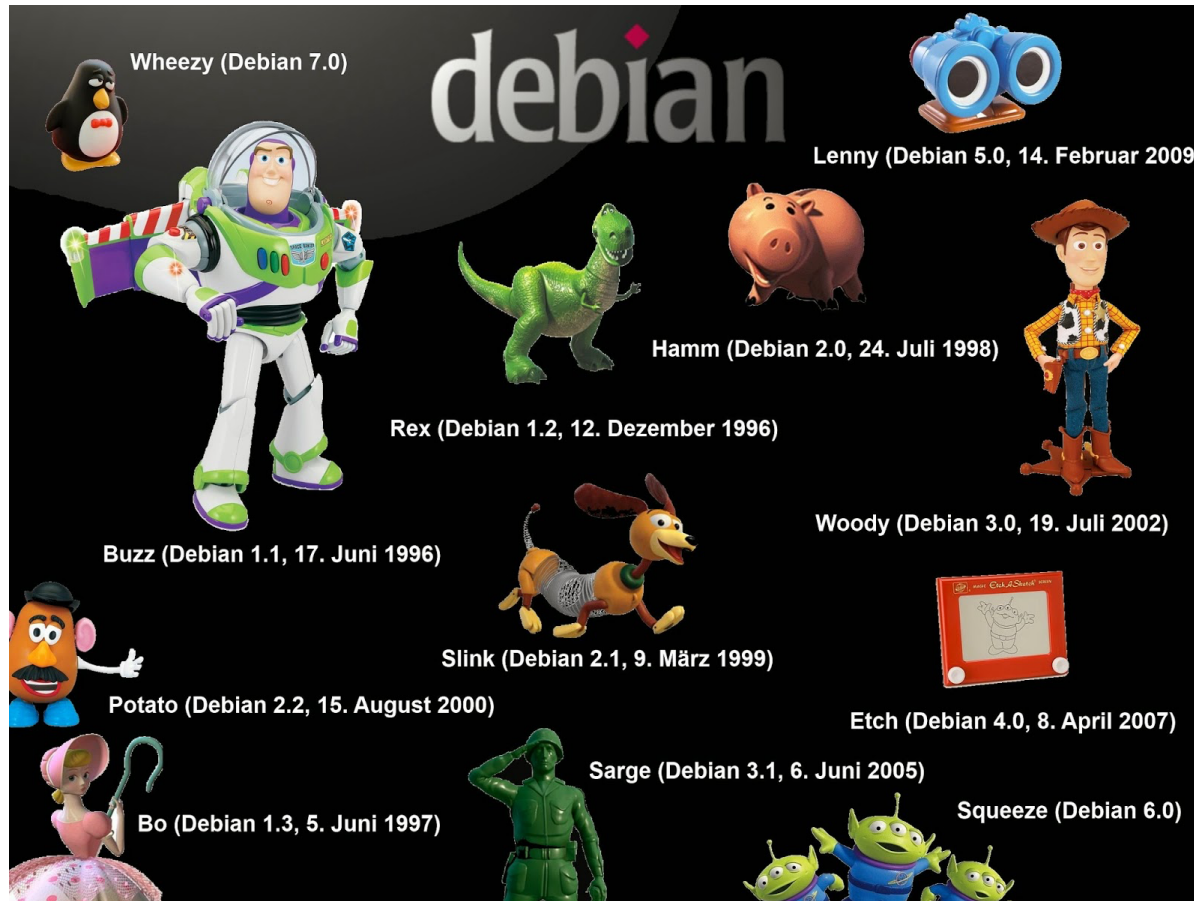 debian
Wheezy (Debian 7.0)
Lenny (Debian 5.0, 14. Februar 2009
Hamm (Debian 2.0, 24. Juli 1998)
Rex (Debian 1.2, 12. Dezember 1996)
Woody (Debian 3.0, 19. Juli 2002)
Buzz (Debian 1.1, 17. Juni 1996)
Slink (Debian 2.1, 9. März 1999)
Potato (Debian 2.2, 15. August 2000)
Etch A Sketch
Etch (Debian 4.0, 8. April 2007)
Sarge (Debian 3.1, 6. Juni 2005)
Squeeze (Debian 6.0)
Bo (Debian 1.3, 5. Juni 1997)